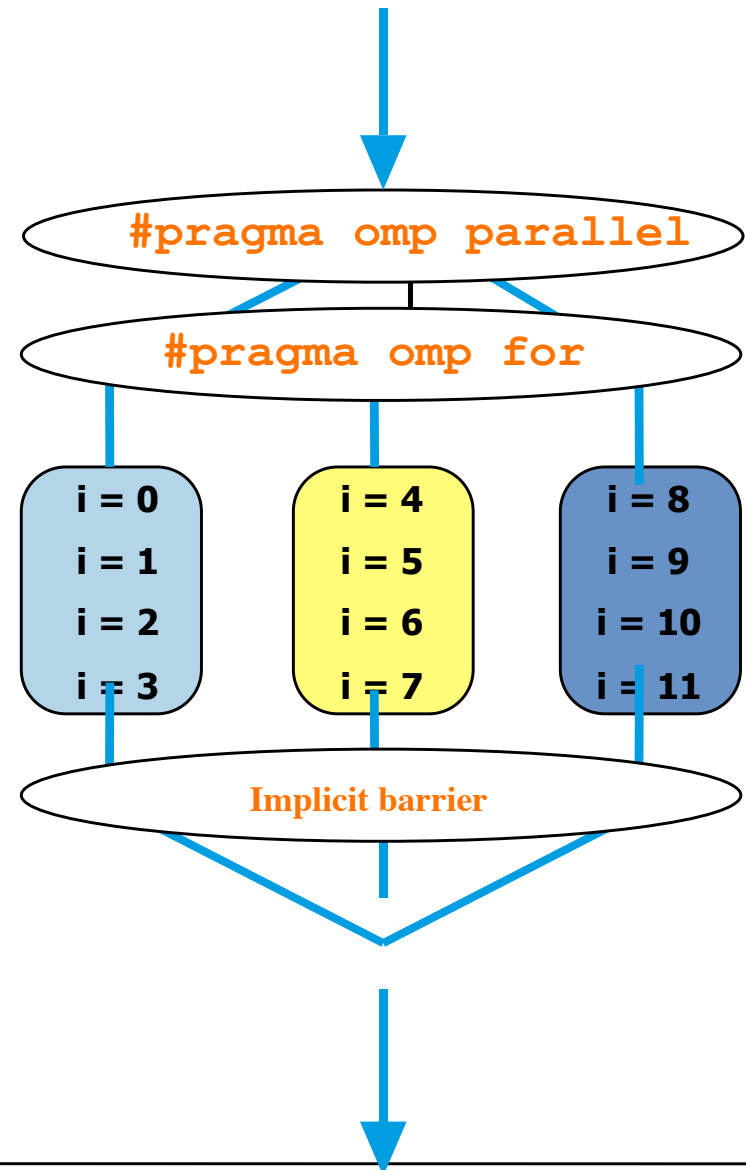 #pragma omp parallel
#pragma omp for
i = 0
i = 1
i = 2
i = 3
i = 4
i = 5
i = 6
i = 7
i = 8
i = 9
i = 10
i = 11
Implicit barrier